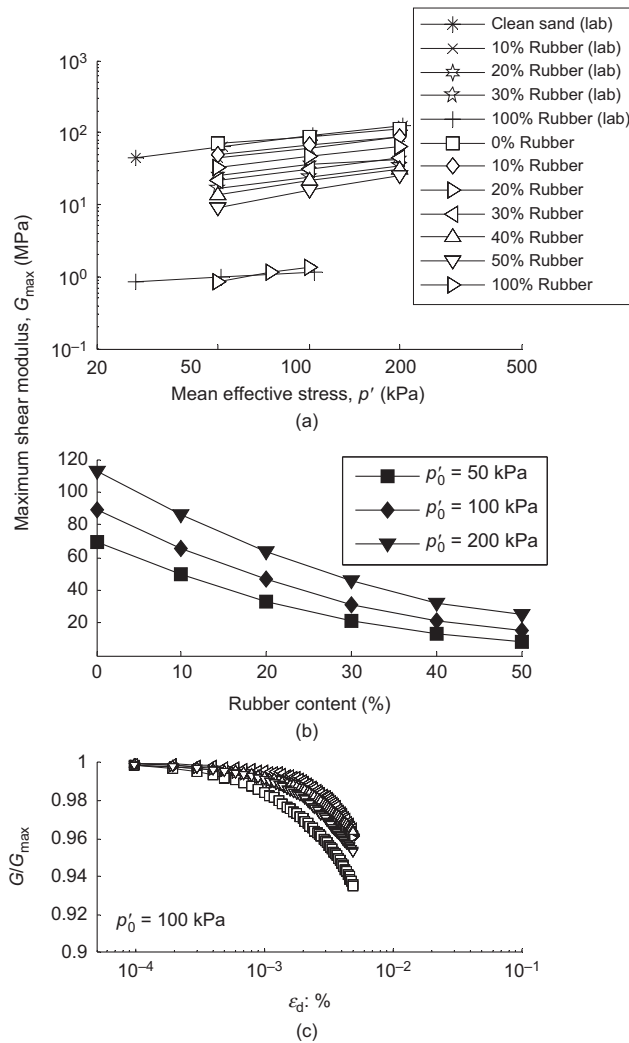 Clean sand (lab)
10% Rubber (lab)
20% Rubber (lab)
30% Rubber (lab)
100% Rubber (lab)
0% Rubber
10% Rubber
20% Rubber
30% Rubber
40% Rubber
50% Rubber
100% Rubber
10³
10²
10¹
10⁰
10⁻¹
20
50
100
200
500
Mean effective stress, p′ (kPa)
(a)
Maximum shear modulus, Gmax (MPa)
120
100
80
60
40
20
p′0 = 50 kPa
p′0 = 100 kPa
p′0 = 200 kPa
0
10
20
30
40
50
Rubber content (%)
(b)
1
0.98
0.96
0.94
0.92
0.9
G/Gmax
p′0 = 100 kPa
10⁻⁴
10⁻³
10⁻²
10⁻¹
εd: %
(c)